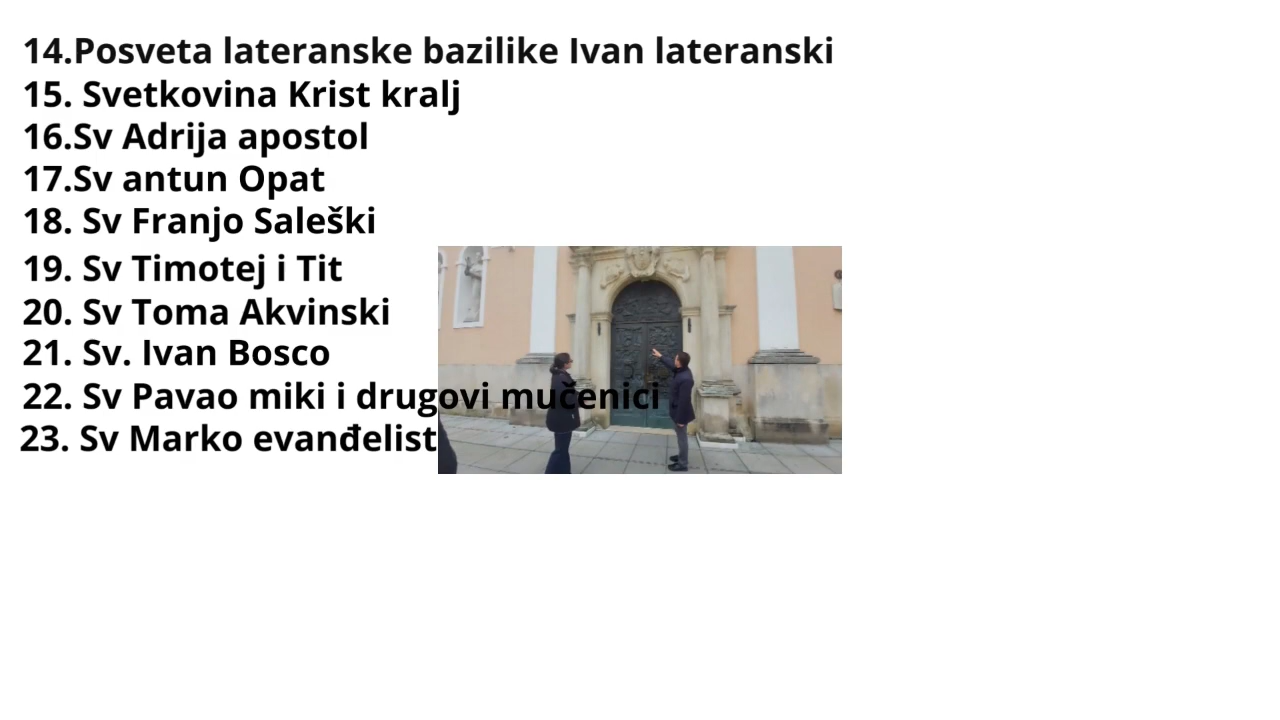 14.Posveta lateranske bazilike Ivan lateranski
15. Svetkovina Krist kralj
16.Sv Adrija apostol
17.Sv antun Opat
18. Sv Franjo Saleški
19. Sv Timotej i Tit
20. Sv Toma Akvinski
21. Sv. Ivan Bosco
22. Sv Pavao miki i drugovi mučenici
23. Sv Marko evanđelist